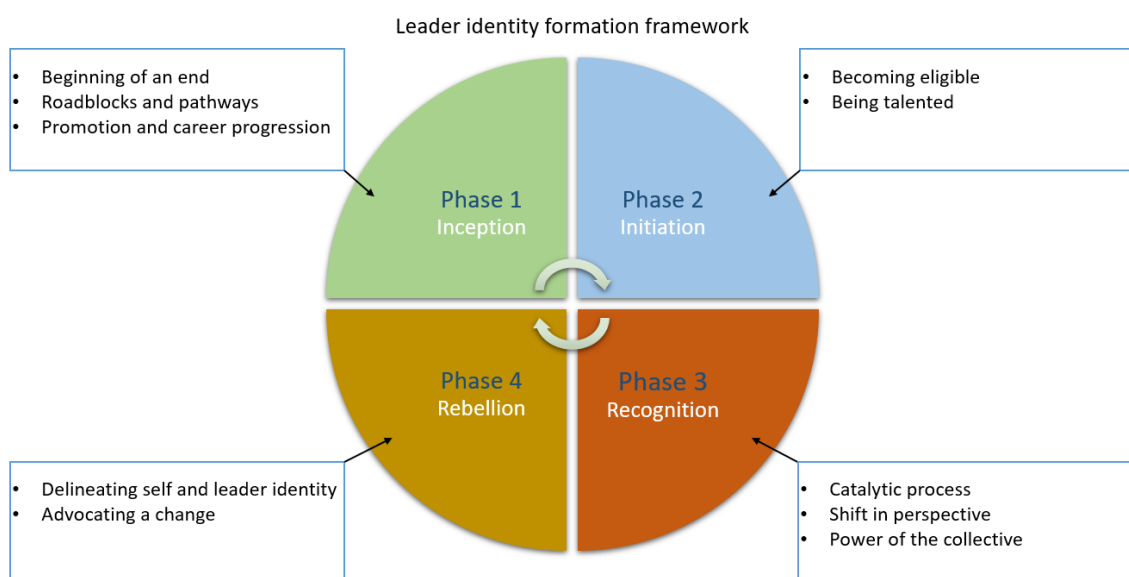 Leader identity formation framework
• Beginning of an end
• Roadblocks and pathways
• Promotion and career progression
• Becoming eligible
• Being talented
Phase 1
Inception
Phase 2
Initiation
Phase 4
Rebellion
Phase 3
Recognition
• Delineating self and leader identity
• Advocating a change
• Catalytic process
• Shift in perspective
• Power of the collective